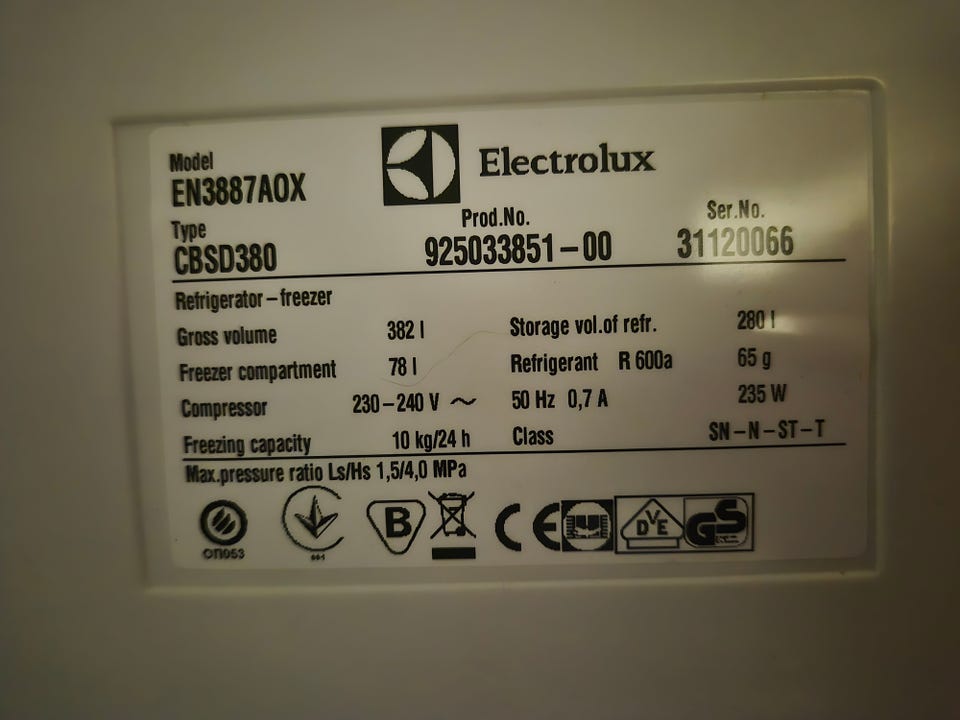 Model
EN3887AOX
Electrolux
Type
CBSD380
Prod.No.
925033851-00
Ser.No.
31120066
Refrigerator-freezer
Gross volume 382 l Storage vol.of refr. 280 l
Freezer compartment 78 l Refrigerant R 600a 65 g
Compressor 230-240 V ~ 50 Hz 0,7 A 235 W
Freezing capacity 10 kg/24 h Class SN-N-ST-T
Max.pressure ratio Ls/Hs 1,5/4,0 MPa
B CE VDE GS